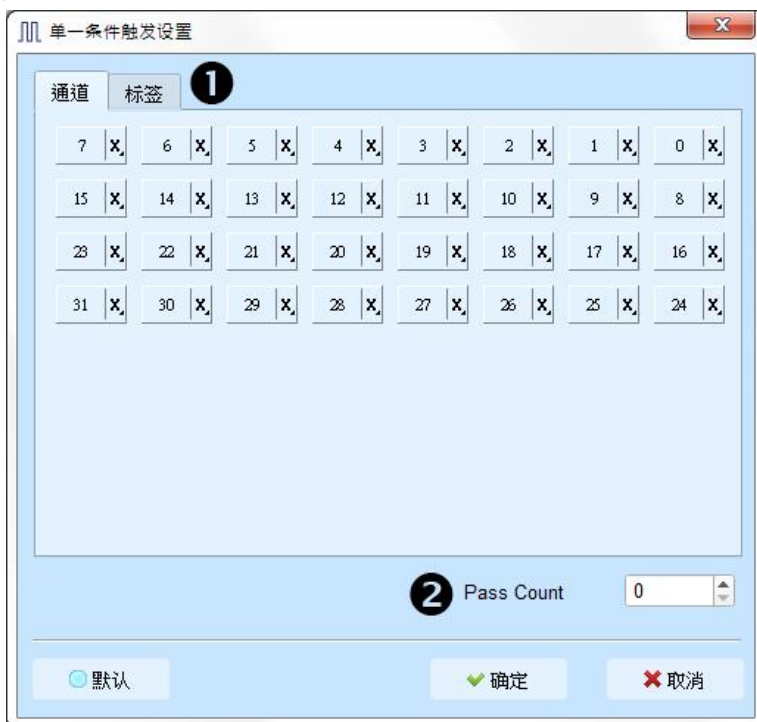 单一条件触发设置
通道 标签 1
7 X 6 X 5 X 4 X 3 X 2 X 1 X 0 X
15 X 14 X 13 X 12 X 11 X 10 X 9 X 8 X
23 X 22 X 21 X 20 X 19 X 18 X 17 X 16 X
31 X 30 X 29 X 28 X 27 X 26 X 25 X 24 X
2 Pass Count 0
默认 确定 取消